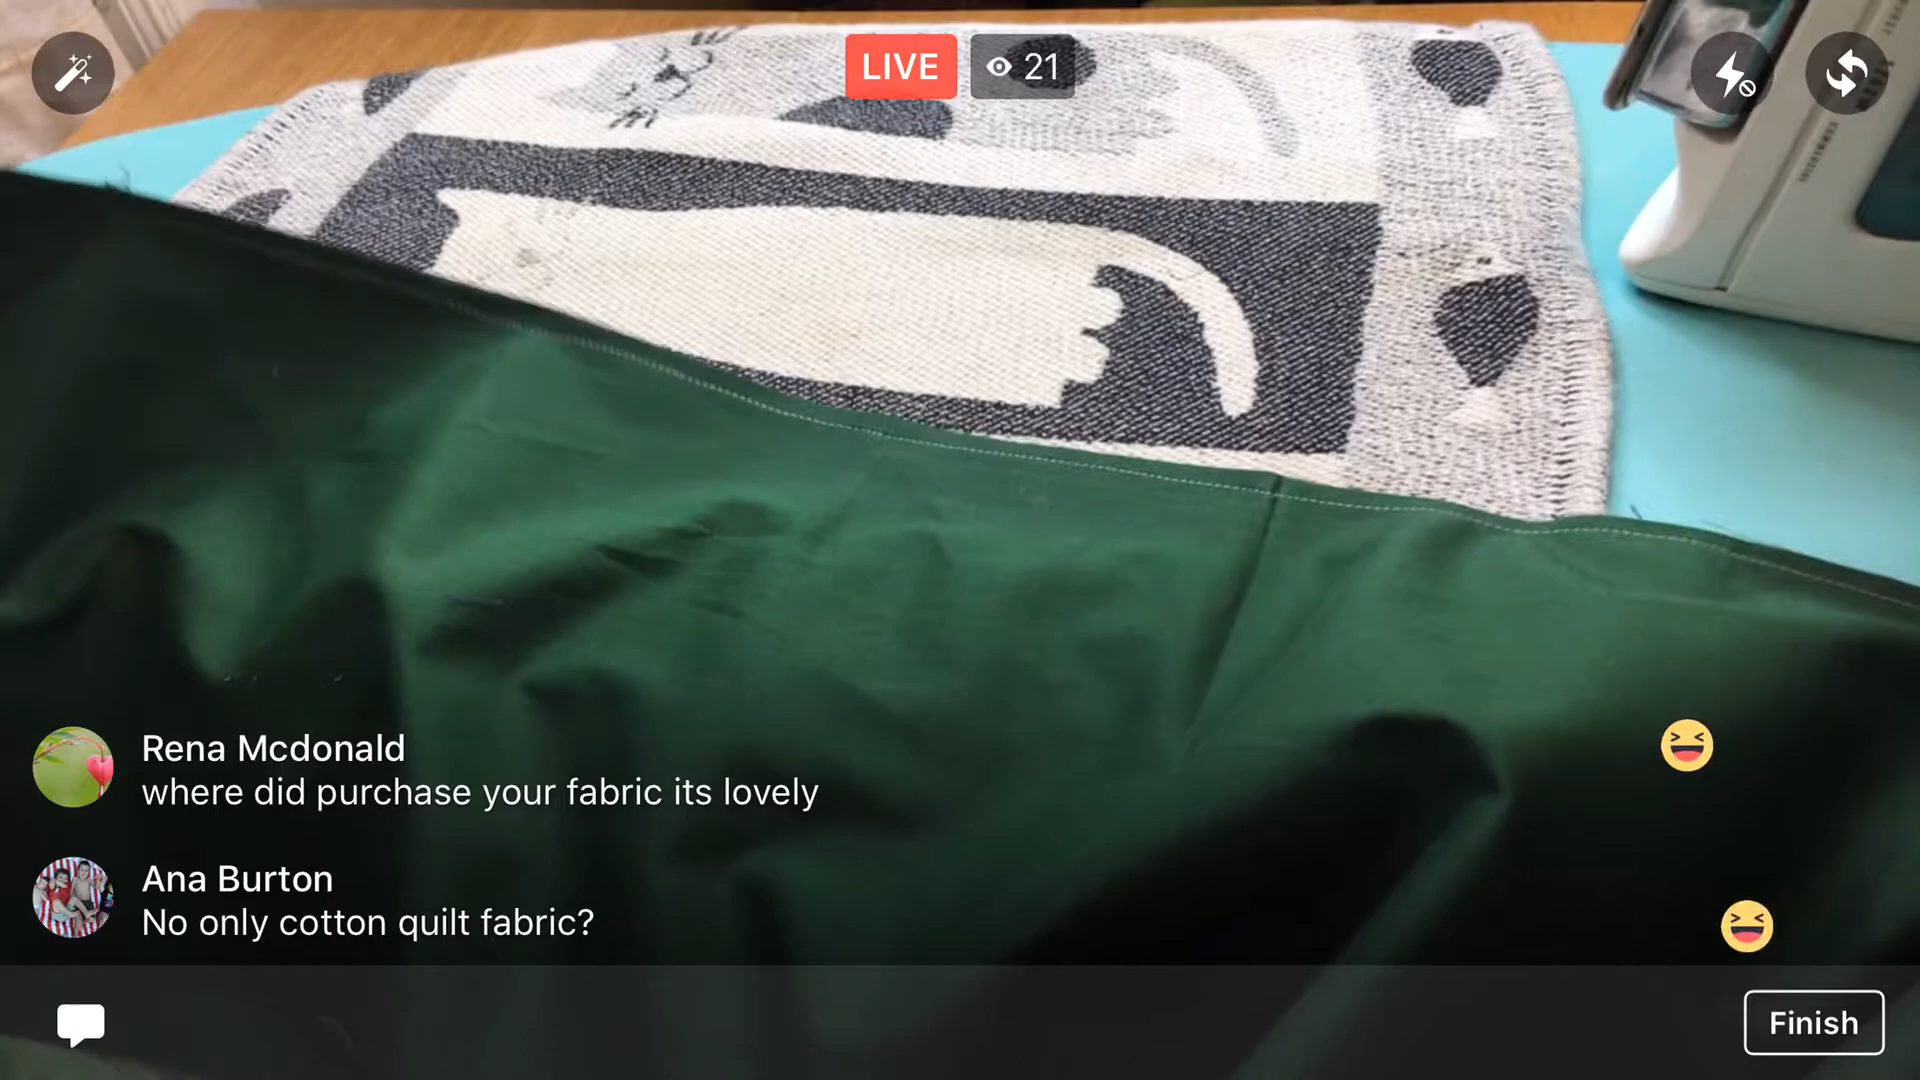 LIVE
21
Rena Mcdonald
where did purchase your fabric its lovely
Ana Burton
No only cotton quilt fabric?
Finish